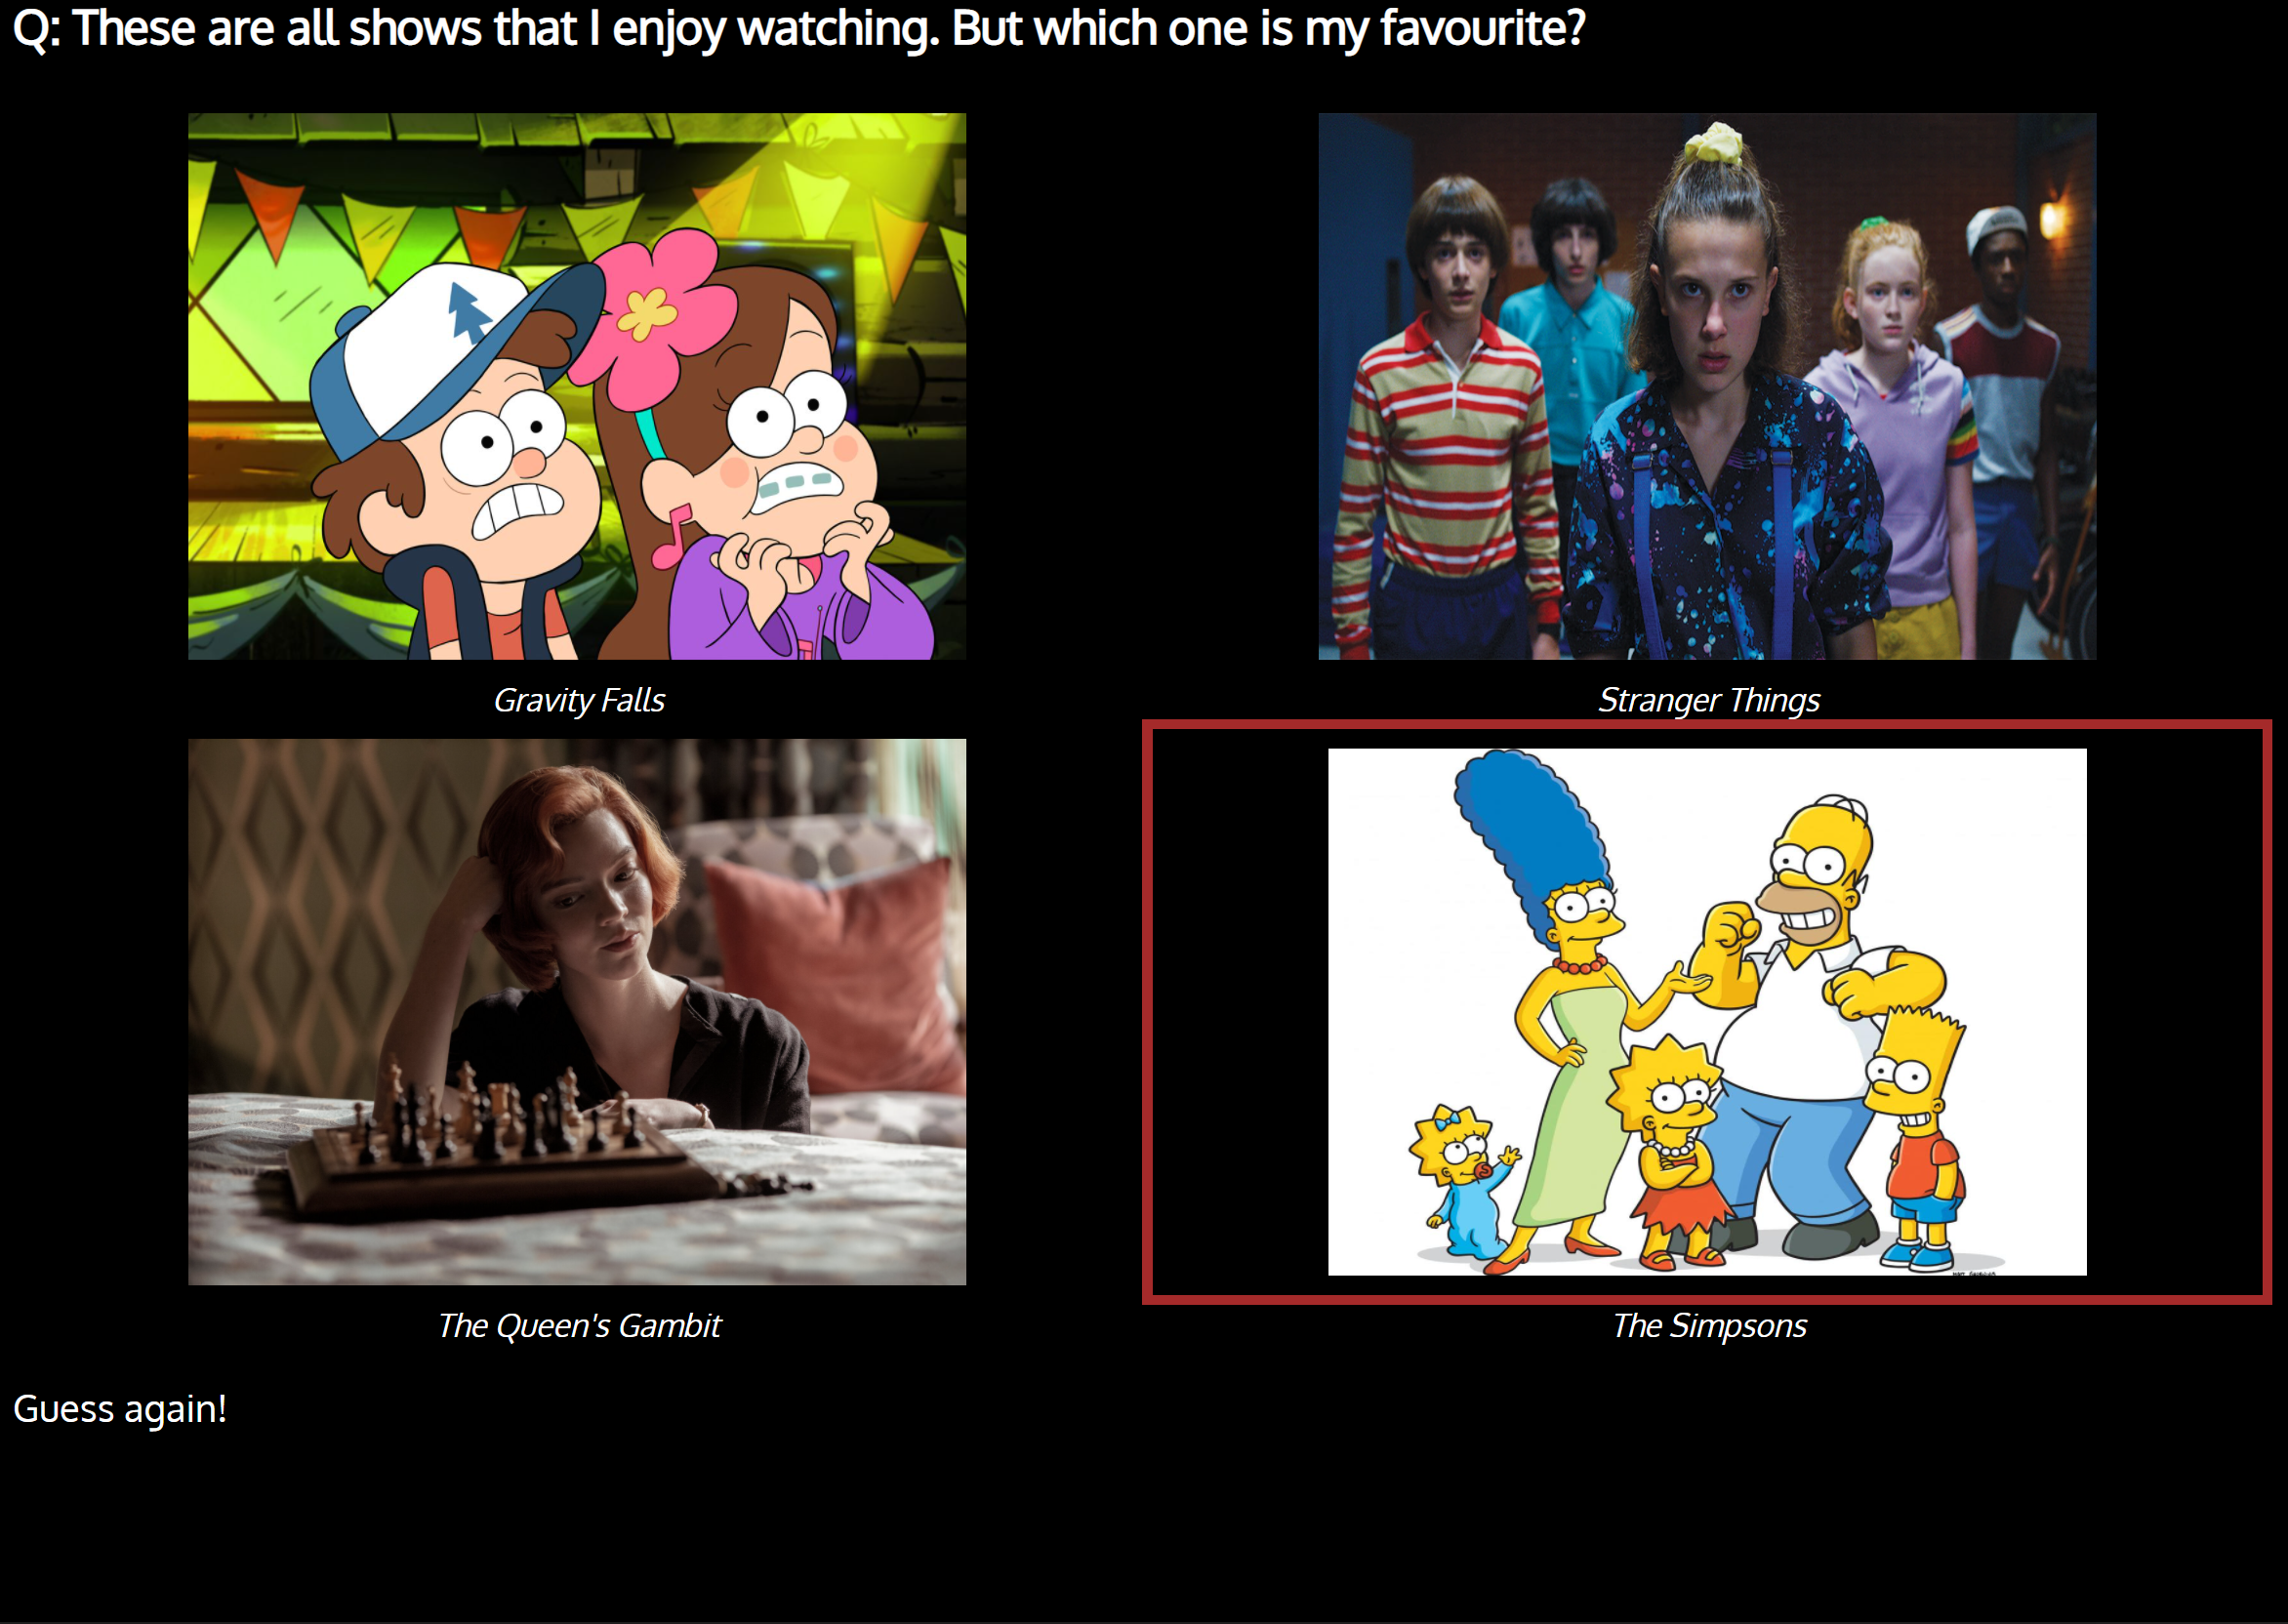 Q: These are all shows that I enjoy watching. But which one is my favourite?
Gravity Falls
Stranger Things
The Queen's Gambit
The Simpsons
Guess again!